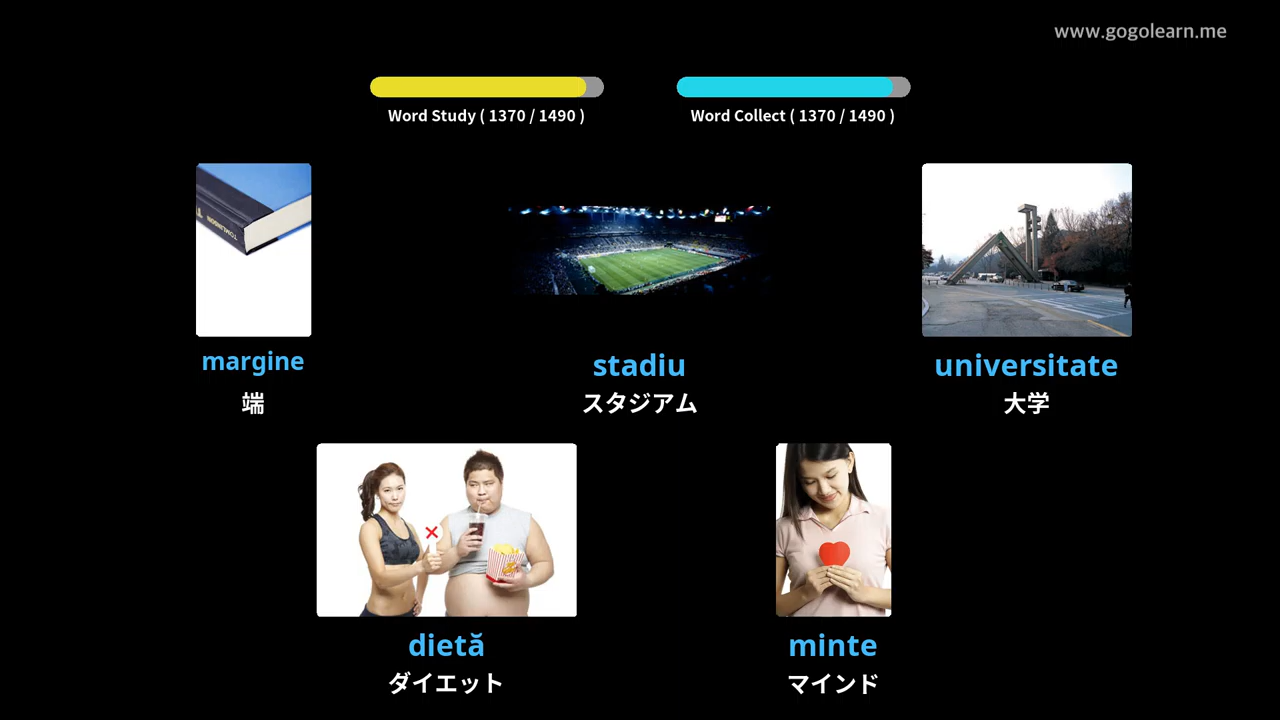 www.gogolearn.me
Word Study ( 1370 / 1490 )
Word Collect ( 1370 / 1490 )
TOMLINSON
margine
端
stadiu
スタジアム
universitate
大学
dietă
ダイエット
minte
マインド